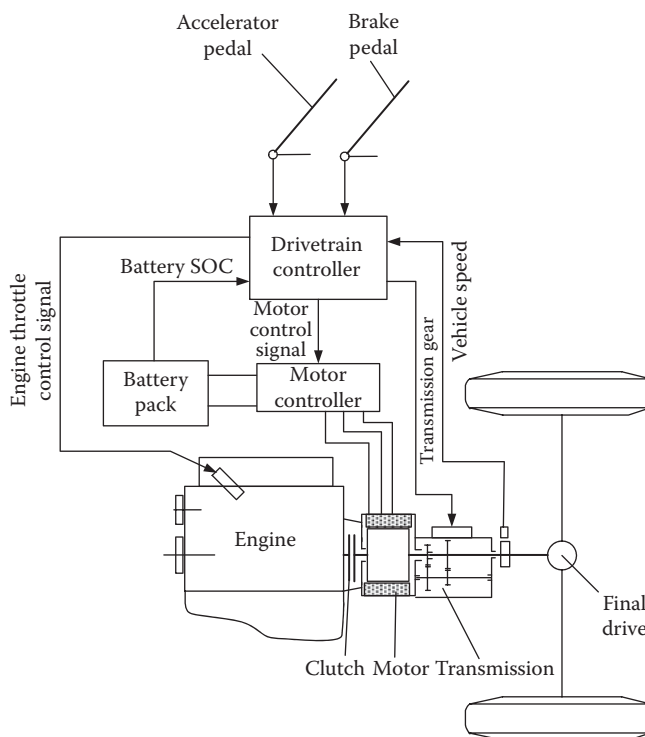 Accelerator
pedal
Brake
pedal
Drivetrain
controller
Battery SOC
Engine throttle
control signal
Motor
control
signal
Transmission gear
Vehicle speed
Battery
pack
Motor
controller
Engine
Final
drive
Clutch Motor Transmission